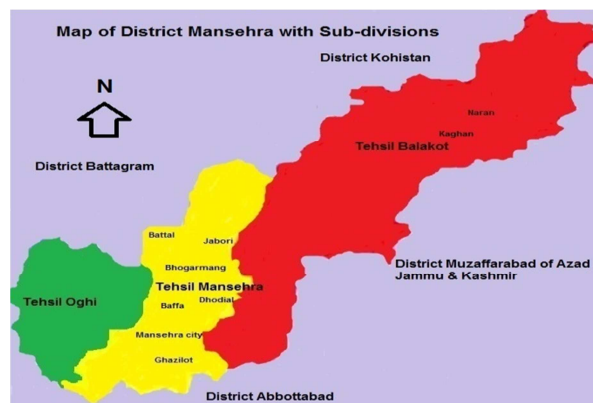 Map of District Mansehra with Sub-divisions
District Kohistan
N
Naran
Kaghan
Tehsil Balakot
District Battagram
Battal
Jabori
Bhogarmang
District Muzaffarabad of Azad
Jammu & Kashmir
Tehsil Mansehra
Tehsil Oghi
Baffa
Dhodial
Mansehra city
Ghazilot
District Abbottabad